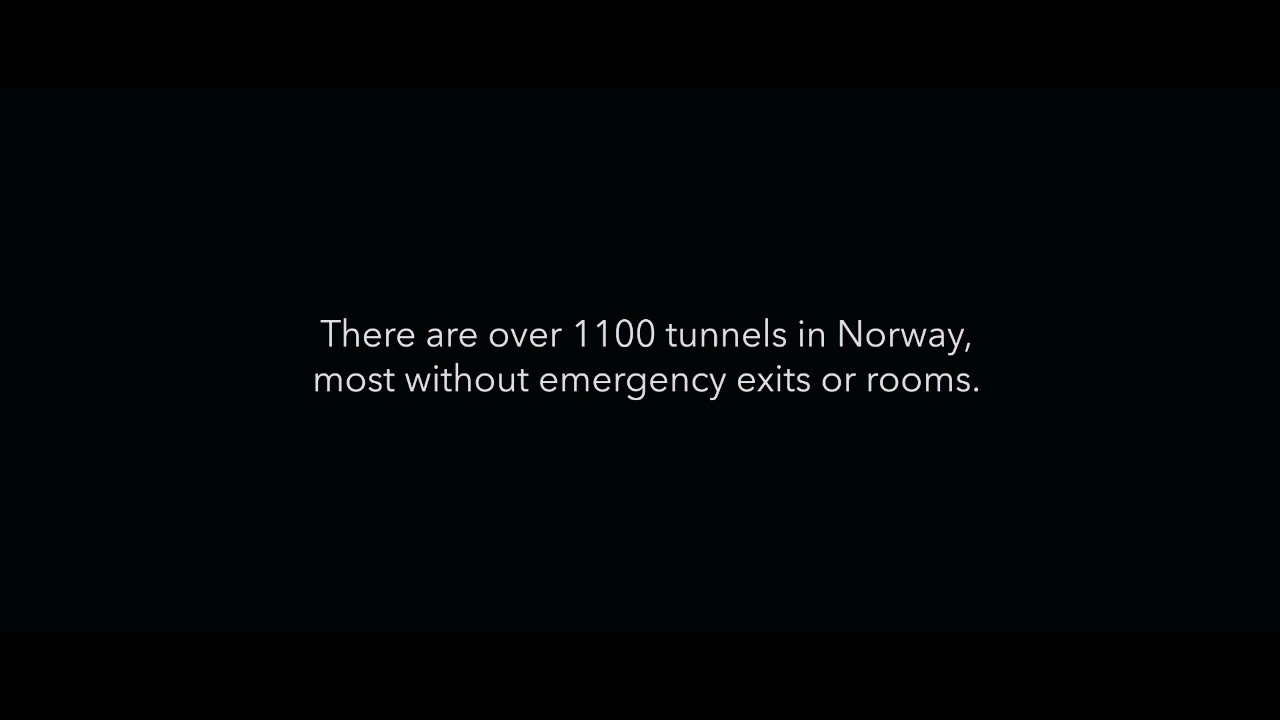 There are over 1100 tunnels in Norway,
most without emergency exits or rooms.